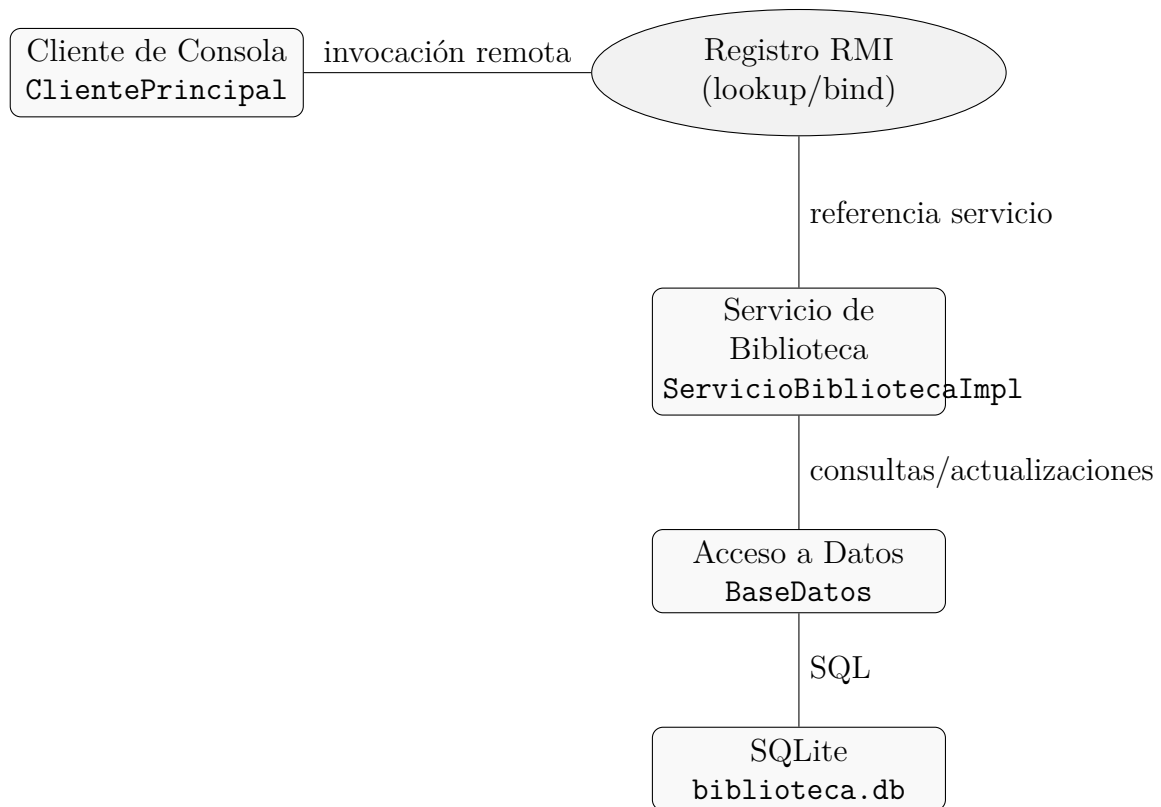 Cliente de Consola
ClientePrincipal
invocación remota
Registro RMI
(lookup/bind)
referencia servicio
Servicio de
Biblioteca
ServicioBibliotecaImpl
consultas/actualizaciones
Acceso a Datos
BaseDatos
SQL
SQLite
biblioteca.db